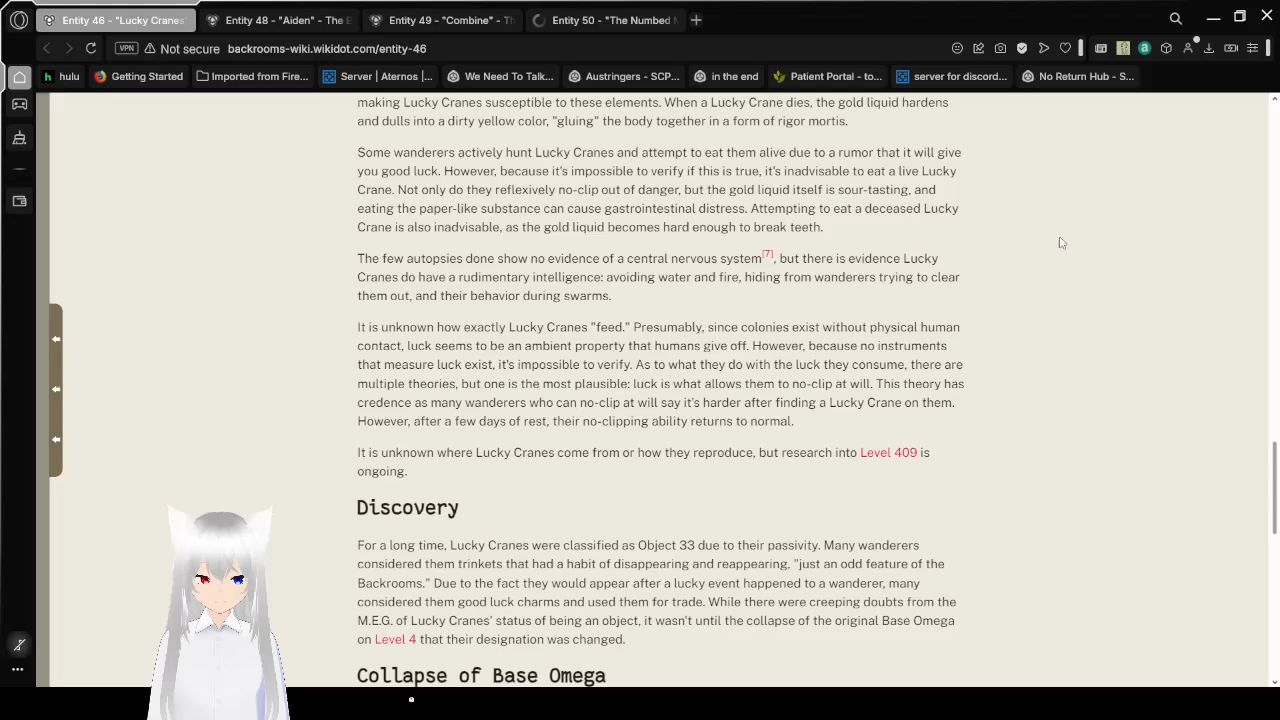 Entity 46 - "Lucky Cranes"
Entity 48 - "Aiden" - The E
Entity 49 - "Combine" - Th
Entity 50 - "The Numbed M
VPN
Not secure
backrooms-wiki.wikidot.com/entity-46
hulu
Getting Started
Imported from Fire...
Server | Aternos |...
We Need To Talk...
Austringers - SCP...
in the end
Patient Portal - to...
server for discord...
No Return Hub - S...
making Lucky Cranes susceptible to these elements. When a Lucky Crane dies, the gold liquid hardens
and dulls into a dirty yellow color, "gluing" the body together in a form of rigor mortis.
Some wanderers actively hunt Lucky Cranes and attempt to eat them alive due to a rumor that it will give
you good luck. However, because it's impossible to verify if this is true, it's inadvisable to eat a live Lucky
Crane. Not only do they reflexively no-clip out of danger, but the gold liquid itself is sour-tasting, and
eating the paper-like substance can cause gastrointestinal distress. Attempting to eat a deceased Lucky
Crane is also inadvisable, as the gold liquid becomes hard enough to break teeth.
The few autopsies done show no evidence of a central nervous system[7], but there is evidence Lucky
Cranes do have a rudimentary intelligence: avoiding water and fire, hiding from wanderers trying to clear
them out, and their behavior during swarms.
It is unknown how exactly Lucky Cranes "feed." Presumably, since colonies exist without physical human
contact, luck seems to be an ambient property that humans give off. However, because no instruments
that measure luck exist, it's impossible to verify. As to what they do with the luck they consume, there are
multiple theories, but one is the most plausible: luck is what allows them to no-clip at will. This theory has
credence as many wanderers who can no-clip at will say it's harder after finding a Lucky Crane on them.
However, after a few days of rest, their no-clipping ability returns to normal.
It is unknown where Lucky Cranes come from or how they reproduce, but research into Level 409 is
ongoing.
Discovery
For a long time, Lucky Cranes were classified as Object 33 due to their passivity. Many wanderers
considered them trinkets that had a habit of disappearing and reappearing, "just an odd feature of the
Backrooms." Due to the fact they would appear after a lucky event happened to a wanderer, many
considered them good luck charms and used them for trade. While there were creeping doubts from the
M.E.G. of Lucky Cranes' status of being an object, it wasn't until the collapse of the original Base Omega
on Level 4 that their designation was changed.
Collapse of Base Omega